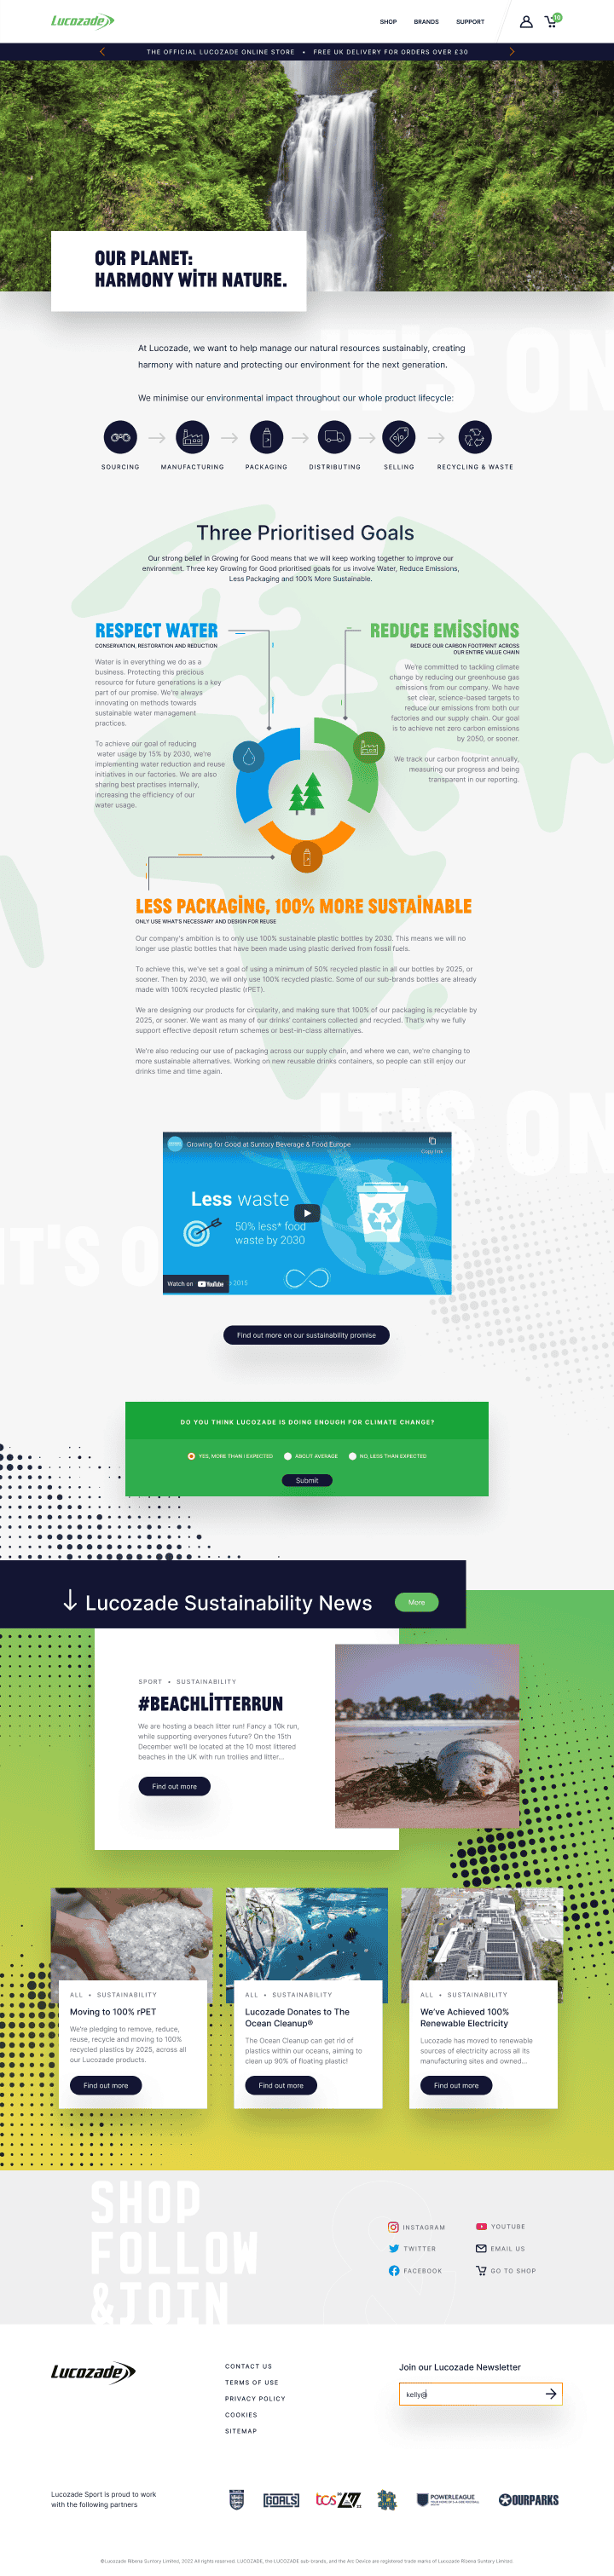 Lucozade
SHOP BRANDS SUPPORT
THE OFFICIAL LUCOZADE ONLINE STORE • FREE UK DELIVERY FOR ORDERS OVER £30
OUR PLANET:
HARMONY WITH NATURE.
IT'S ON
At Lucozade, we want to help manage our natural resources sustainably, creating
harmony with nature and protecting our environment for the next generation.
We minimise our environmental impact throughout our whole product lifecycle:
SOURCING MANUFACTURING PACKAGING DISTRIBUTING SELLING RECYCLING & WASTE
Three Prioritised Goals
Our strong belief in Growing for Good means that we will keep working together to improve our
environment. Three key Growing for Good prioritised goals for us involve Water, Reduce Emissions,
Less Packaging and 100% More Sustainable.
RESPECT WATER
CONSERVATION, RESTORATION AND REDUCTION
Water is in everything we do as a
business. Protecting this precious
resource for future generations is a key
part of our promise. We're always
innovating on methods towards
sustainable water management
practices.
To achieve our goal of reducing
water usage by 15% by 2030, we're
implementing water reduction and reuse
initiatives in our factories. We are also
sharing best practises internally,
increasing the efficiency of our
water usage.
REDUCE EMISSIONS
REDUCE OUR CARBON FOOTPRINT ACROSS
OUR ENTIRE VALUE CHAIN
We're committed to tackling climate
change by reducing our greenhouse gas
emissions from our company. We have
set clear, science-based targets to
reduce our emissions from both our
factories and our supply chain. Our goal
is to achieve net zero carbon emissions
by 2050, or sooner.
We track our carbon footprint annually,
measuring our progress and being
transparent in our reporting.
LESS PACKAGING, 100% MORE SUSTAINABLE
ONLY USE WHAT'S NECESSARY AND DESIGN FOR REUSE
Our company's ambition is to only use 100% sustainable plastic bottles by 2030. This means we will no
longer use plastic bottles that have been made using plastic derived from fossil fuels.
To achieve this, we've set a goal of using a minimum of 50% recycled plastic in all our bottles by 2025, or
sooner. Then by 2030, we will only use 100% recycled plastic. Some of our sub-brands bottles are already
made with 100% recycled plastic (rPET).
We are designing our products for circularity, and making sure that 100% of our packaging is recyclable by
2025, or sooner. We want as many of our drinks' containers collected and recycled. That's why we fully
support effective deposit return schemes or best-in-class alternatives.
We're also reducing our use of packaging across our supply chain, and where we can, we're changing to
more sustainable alternatives. Working on new reusable drinks containers, so people can still enjoy our
drinks time and time again.
IT'S ON
Growing for Good at Suntory Beverage & Food Europe
Copy link
Less waste
50% less* food
waste by 2030
Watch on YouTube
2015
IT'S O
Find out more on our sustainability promise
DO YOU THINK LUCOZADE IS DOING ENOUGH FOR CLIMATE CHANGE?
YES, MORE THAN I EXPECTED ABOUT AVERAGE NO, LESS THAN EXPECTED
Submit
Lucozade Sustainability News
More
SPORT • SUSTAINABILITY
#BEACHLITTERRUN
We are hosting a beach litter run! Fancy a 10k run,
while supporting everyones future? On the 15th
December we'll be located at the 10 most littered
beaches in the UK with run trollies and litter...
Find out more
ALL • SUSTAINABILITY
Moving to 100% rPET
We're pledging to remove, reduce,
reuse, recycle and moving to 100%
recycled plastics by 2025, across all
our Lucozade products.
Find out more
ALL • SUSTAINABILITY
Lucozade Donates to The
Ocean Cleanup®
The Ocean Cleanup can get rid of
plastics within our oceans, aiming to
clean up 90% of floating plastic!
Find out more
ALL • SUSTAINABILITY
We've Achieved 100%
Renewable Electricity
Lucozade has moved to renewable
sources of electricity across all its
manufacturing sites and owned...
Find out more
SHOP
FOLLOW
&JOIN
INSTAGRAM YOUTUBE
TWITTER EMAIL US
FACEBOOK GO TO SHOP
Lucozade
CONTACT US
TERMS OF USE
PRIVACY POLICY
COOKIES
SITEMAP
Join our Lucozade Newsletter
kelly@
Lucozade Sport is proud to work
with the following partners
GOALS
tcs
POWERLEAGUE
OURPARKS
©Lucozade Ribena Suntory Limited, 2022 All rights reserved. LUCOZADE, the LUCOZADE sub-brands, and the Arc Device are registered trade marks of Lucozade Ribena Suntory Limited.